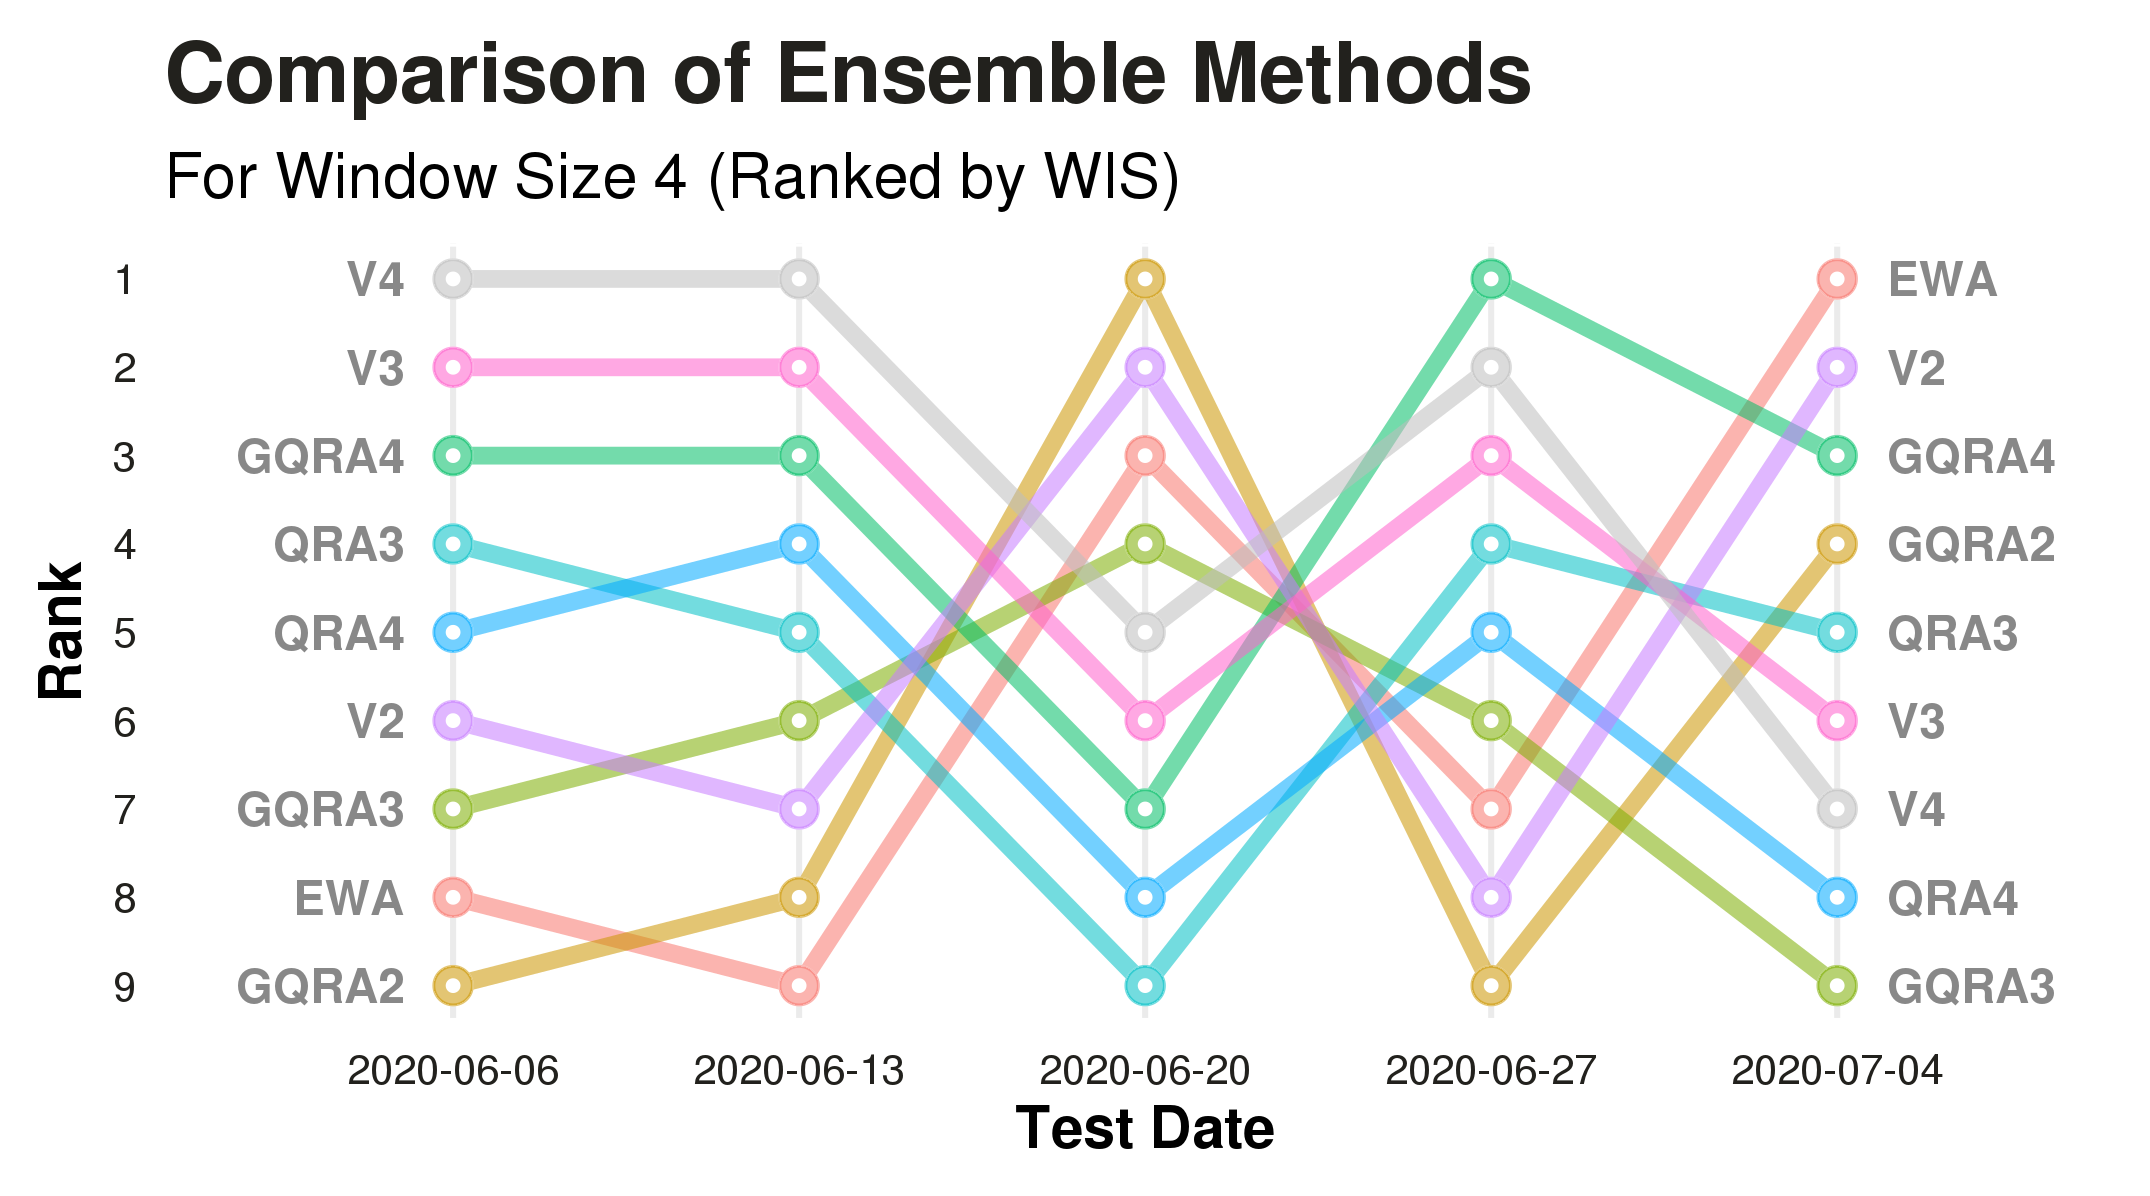 Comparison of Ensemble Methods
For Window Size 4 (Ranked by WIS)
Rank
1 V4 EWA
2 V3 V2
3 GQRA4 GQRA4
4 QRA3 GQRA2
5 QRA4 QRA3
6 V2 V3
7 GQRA3 V4
8 EWA QRA4
9 GQRA2 GQRA3
2020-06-06 2020-06-13 2020-06-20 2020-06-27 2020-07-04
Test Date